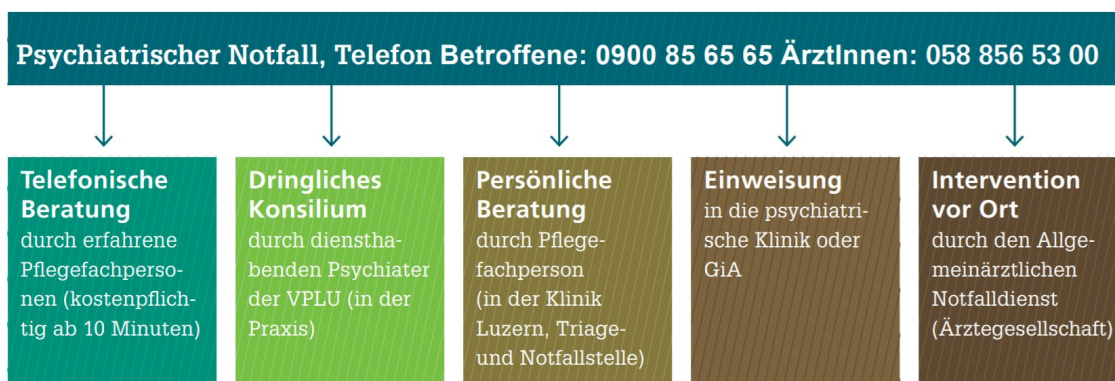 Psychiatrischer Notfall, Telefon Betroffene: 0900 85 65 65 ÄrztInnen: 058 856 53 00
Telefonische
Beratung
durch erfahrene
Pflegefachperso-
nen (kostenpflich-
tig ab 10 Minuten)
Dringliches
Konsilium
durch diensttha-
benden Psychiater
der VPLU (in der
Praxis)
Persönliche
Beratung
durch Pflege-
fachperson
(in der Klinik
Luzern, Triage-
und Notfallstelle)
Einweisung
in die psychiatri-
sche Klinik oder
GiA
Intervention
vor Ort
durch den Allge-
meinärztlichen
Notfalldienst
(Ärztegesellschaft)